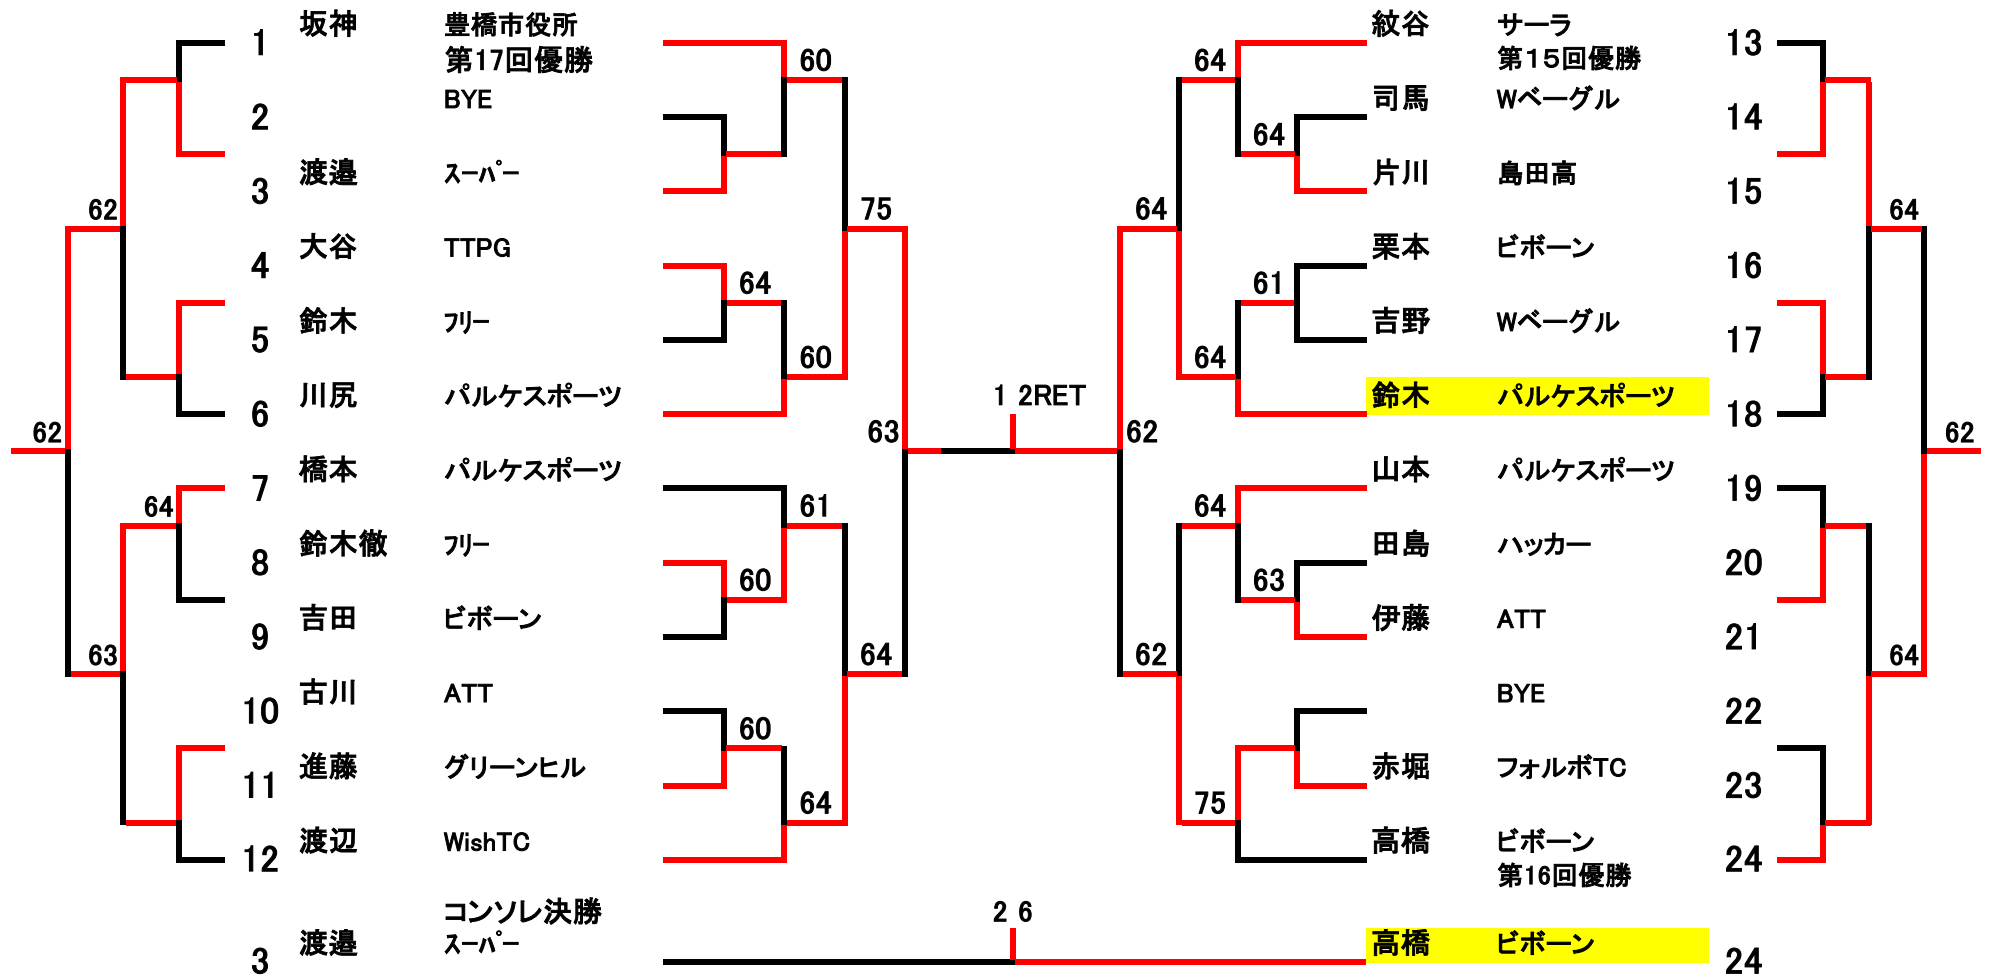 1 坂神 豊橋市役所
第17回優勝
2 BYE
3 渡邉 スーパー
4 大谷 TTPG
5 鈴木 フリー
6 川尻 パルケスポーツ
7 橋本 パルケスポーツ
8 鈴木徹 フリー
9 吉田 ビボーン
10 古川 ATT
11 進藤 グリーンヒル
12 渡辺 WishTC
62
62
63
64
60
75
64
60
63
61
60
64
60
64
1 2RET
64
64
64
61
64
62
64
63
62
75
紋谷 サーラ 13
第15回優勝
司馬 Wベーグル 14
片川 島田高 15
栗本 ビボーン 16
吉野 Wベーグル 17
鈴木 パルケスポーツ 18
山本 パルケスポーツ 19
田島 ハッカー 20
伊藤 ATT 21
BYE 22
赤堀 フォルボTC 23
高橋 ビボーン 24
第16回優勝
64
62
64
コンソレ決勝
3 渡邉 スーパー
2 6
高橋 ビボーン 24